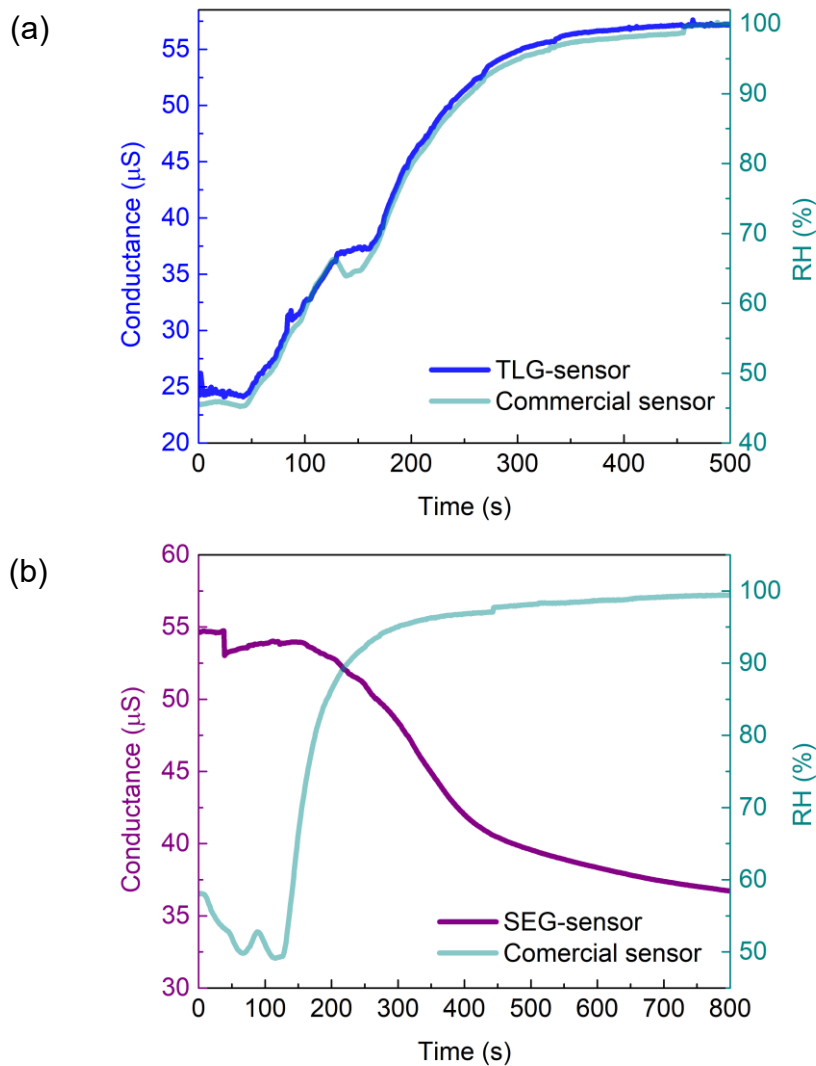 (a)
Conductance (μS)
55
50
45
40
35
30
25
20
100
90
80
70
60
50
40
RH (%)
TLG-sensor
Commercial sensor
0 100 200 300 400 500
Time (s)
(b)
Conductance (μS)
60
55
50
45
40
35
30
100
90
80
70
60
50
RH (%)
SEG-sensor
Comercial sensor
0 100 200 300 400 500 600 700 800
Time (s)